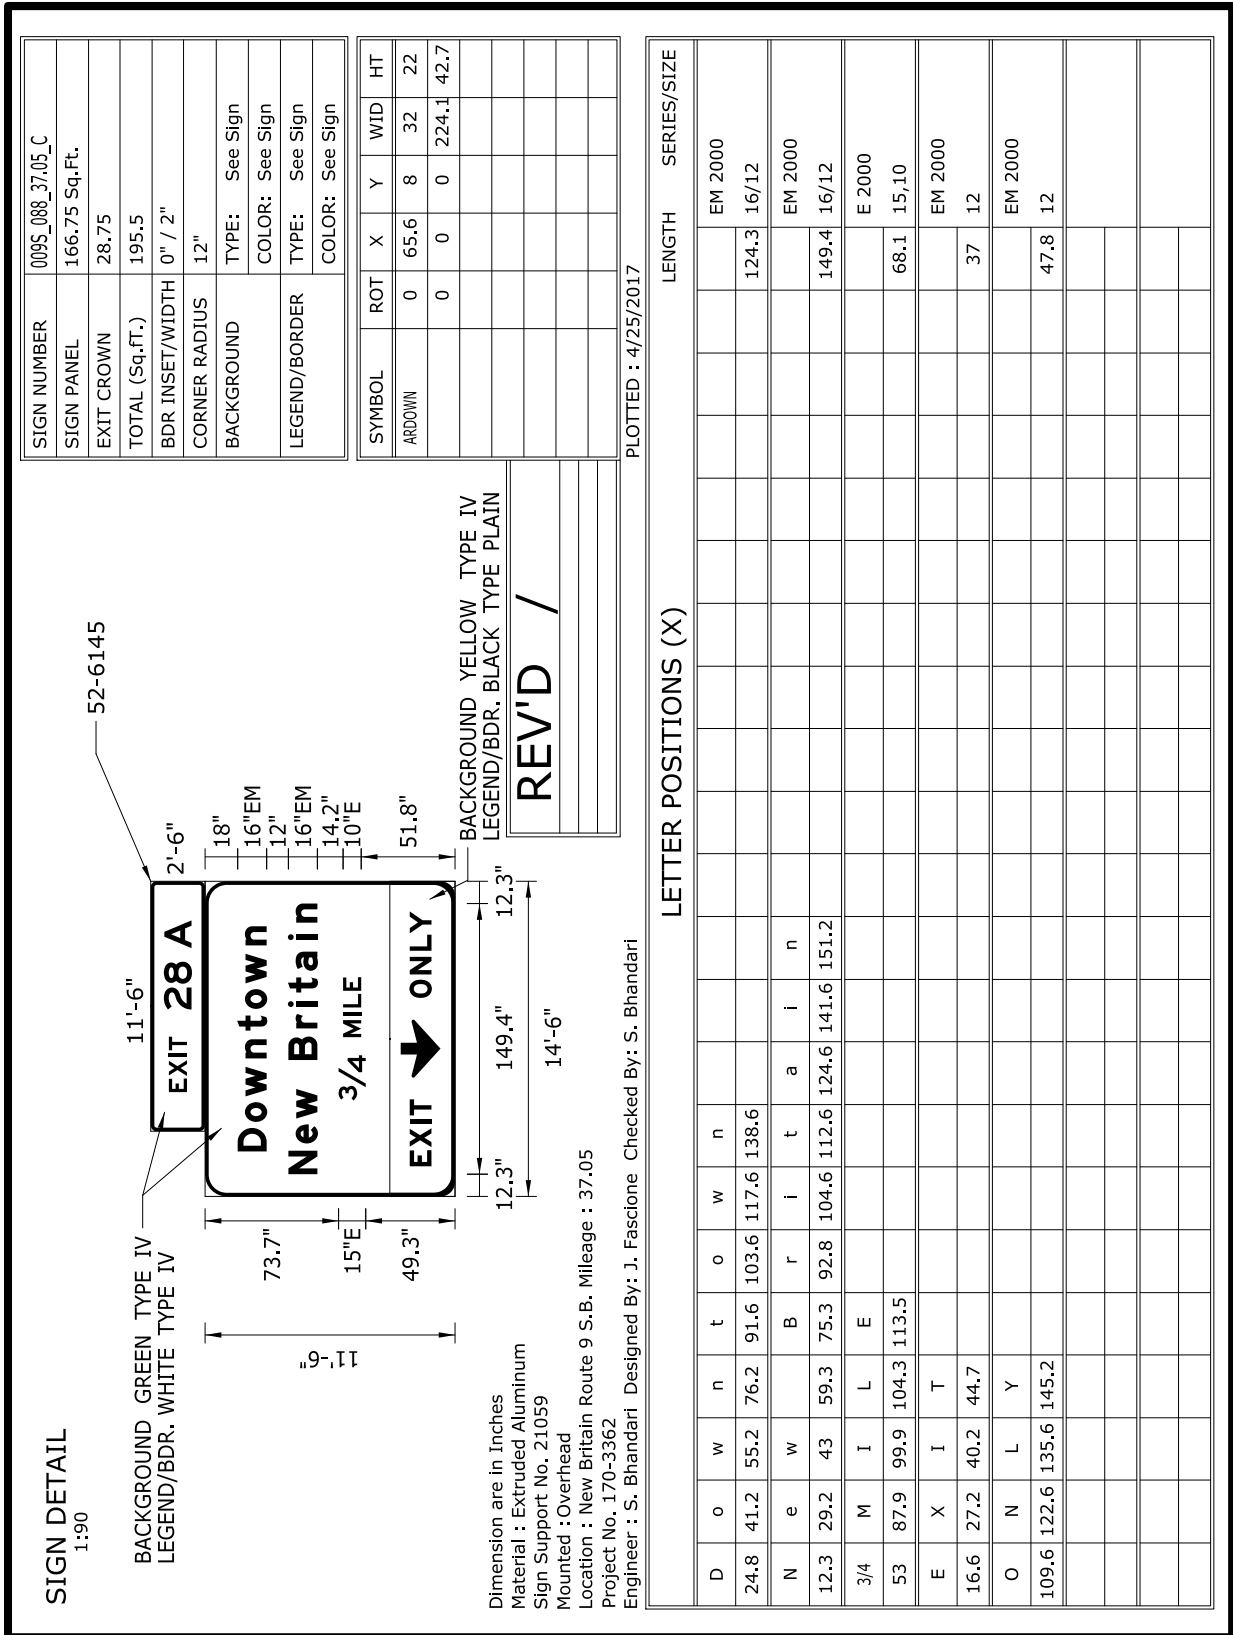 SIGN DETAIL
1:90
BACKGROUND GREEN TYPE IV
LEGEND/BDR. WHITE TYPE IV
52-6145
11'-6"
2'-6"
EXIT 28 A
Downtown
New Britain
3/4 MILE
EXIT ONLY
18"
16"EM
12"
16"EM
14.2"
10"E
51.8"
73.7"
15"E
49.3"
11'-6"
12.3" 149.4" 12.3"
14'-6"
BACKGROUND YELLOW TYPE IV
LEGEND/BDR. BLACK TYPE PLAIN
REV'D /
SIGN NUMBER 009S_088_37.05_C
SIGN PANEL 166.75 Sq.Ft.
EXIT CROWN 28.75
TOTAL (Sq.fT.) 195.5
BDR INSET/WIDTH 0" / 2"
CORNER RADIUS 12"
BACKGROUND TYPE: See Sign
COLOR: See Sign
LEGEND/BORDER TYPE: See Sign
COLOR: See Sign
SYMBOL ROT X Y WID HT
ARDOWN 0 65.6 8 32 22
0 0 0 224.1 42.7
PLOTTED : 4/25/2017
Dimension are in Inches
Material : Extruded Aluminum
Sign Support No. 21059
Mounted :Overhead
Location : New Britain Route 9 S.B. Mileage : 37.05
Project No. 170-3362
Engineer : S. Bhandari Designed By: J. Fascione Checked By: S. Bhandari
LETTER POSITIONS (X) LENGTH SERIES/SIZE
D o w n t o w n EM 2000
24.8 41.2 55.2 76.2 91.6 103.6 117.6 138.6 124.3 16/12
N e w B r i t a i n EM 2000
12.3 29.2 43 59.3 75.3 92.8 104.6 112.6 124.6 141.6 151.2 149.4 16/12
3/4 M I L E E 2000
53 87.9 99.9 104.3 113.5 68.1 15,10
E X I T EM 2000
16.6 27.2 40.2 44.7 37 12
O N L Y EM 2000
109.6 122.6 135.6 145.2 47.8 12